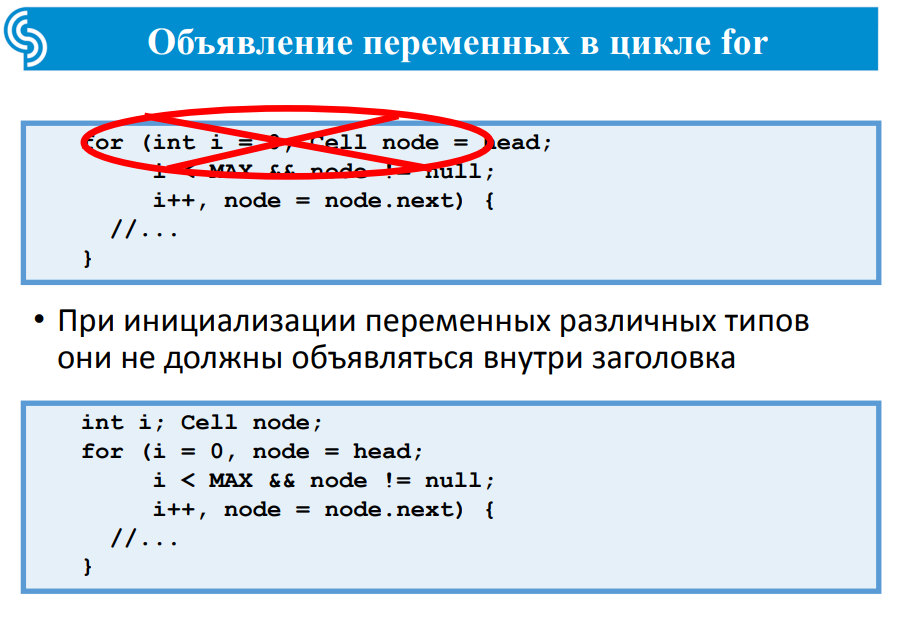 Объявление переменных в цикле for
for (int i = 0, Cell node = head;
i < MAX && node != null;
i++, node = node.next) {
//...
}
• При инициализации переменных различных типов
они не должны объявляться внутри заголовка
int i; Cell node;
for (i = 0, node = head;
i < MAX && node != null;
i++, node = node.next) {
//...
}